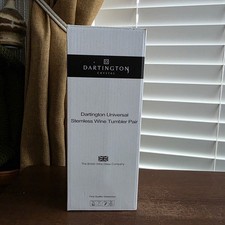 DARTINGTON
CRYSTAL
Dartington Universal
Stemless Wine Tumbler Pair